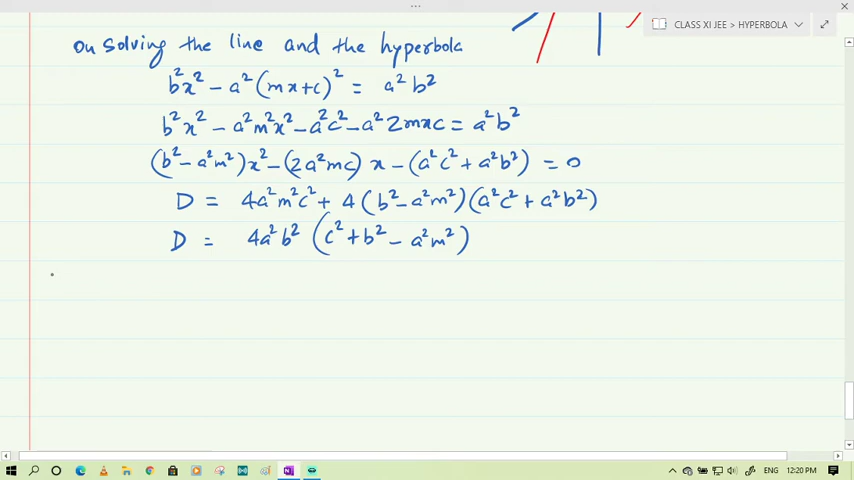 CLASS XI JEE > HYPERBOLA
On solving the line and the hyperbola
b²x² - a²(mx+c)² = a²b²
b²x² - a²m²x² - a²c² - a²2mxc = a²b²
(b² - a²m²)x² - (2a²mc)x - (a²c² + a²b²) = 0
D = 4a²m²c² + 4(b² - a²m²)(a²c² + a²b²)
D = 4a²b² (c² + b² - a²m²)
ENG 12:20 PM